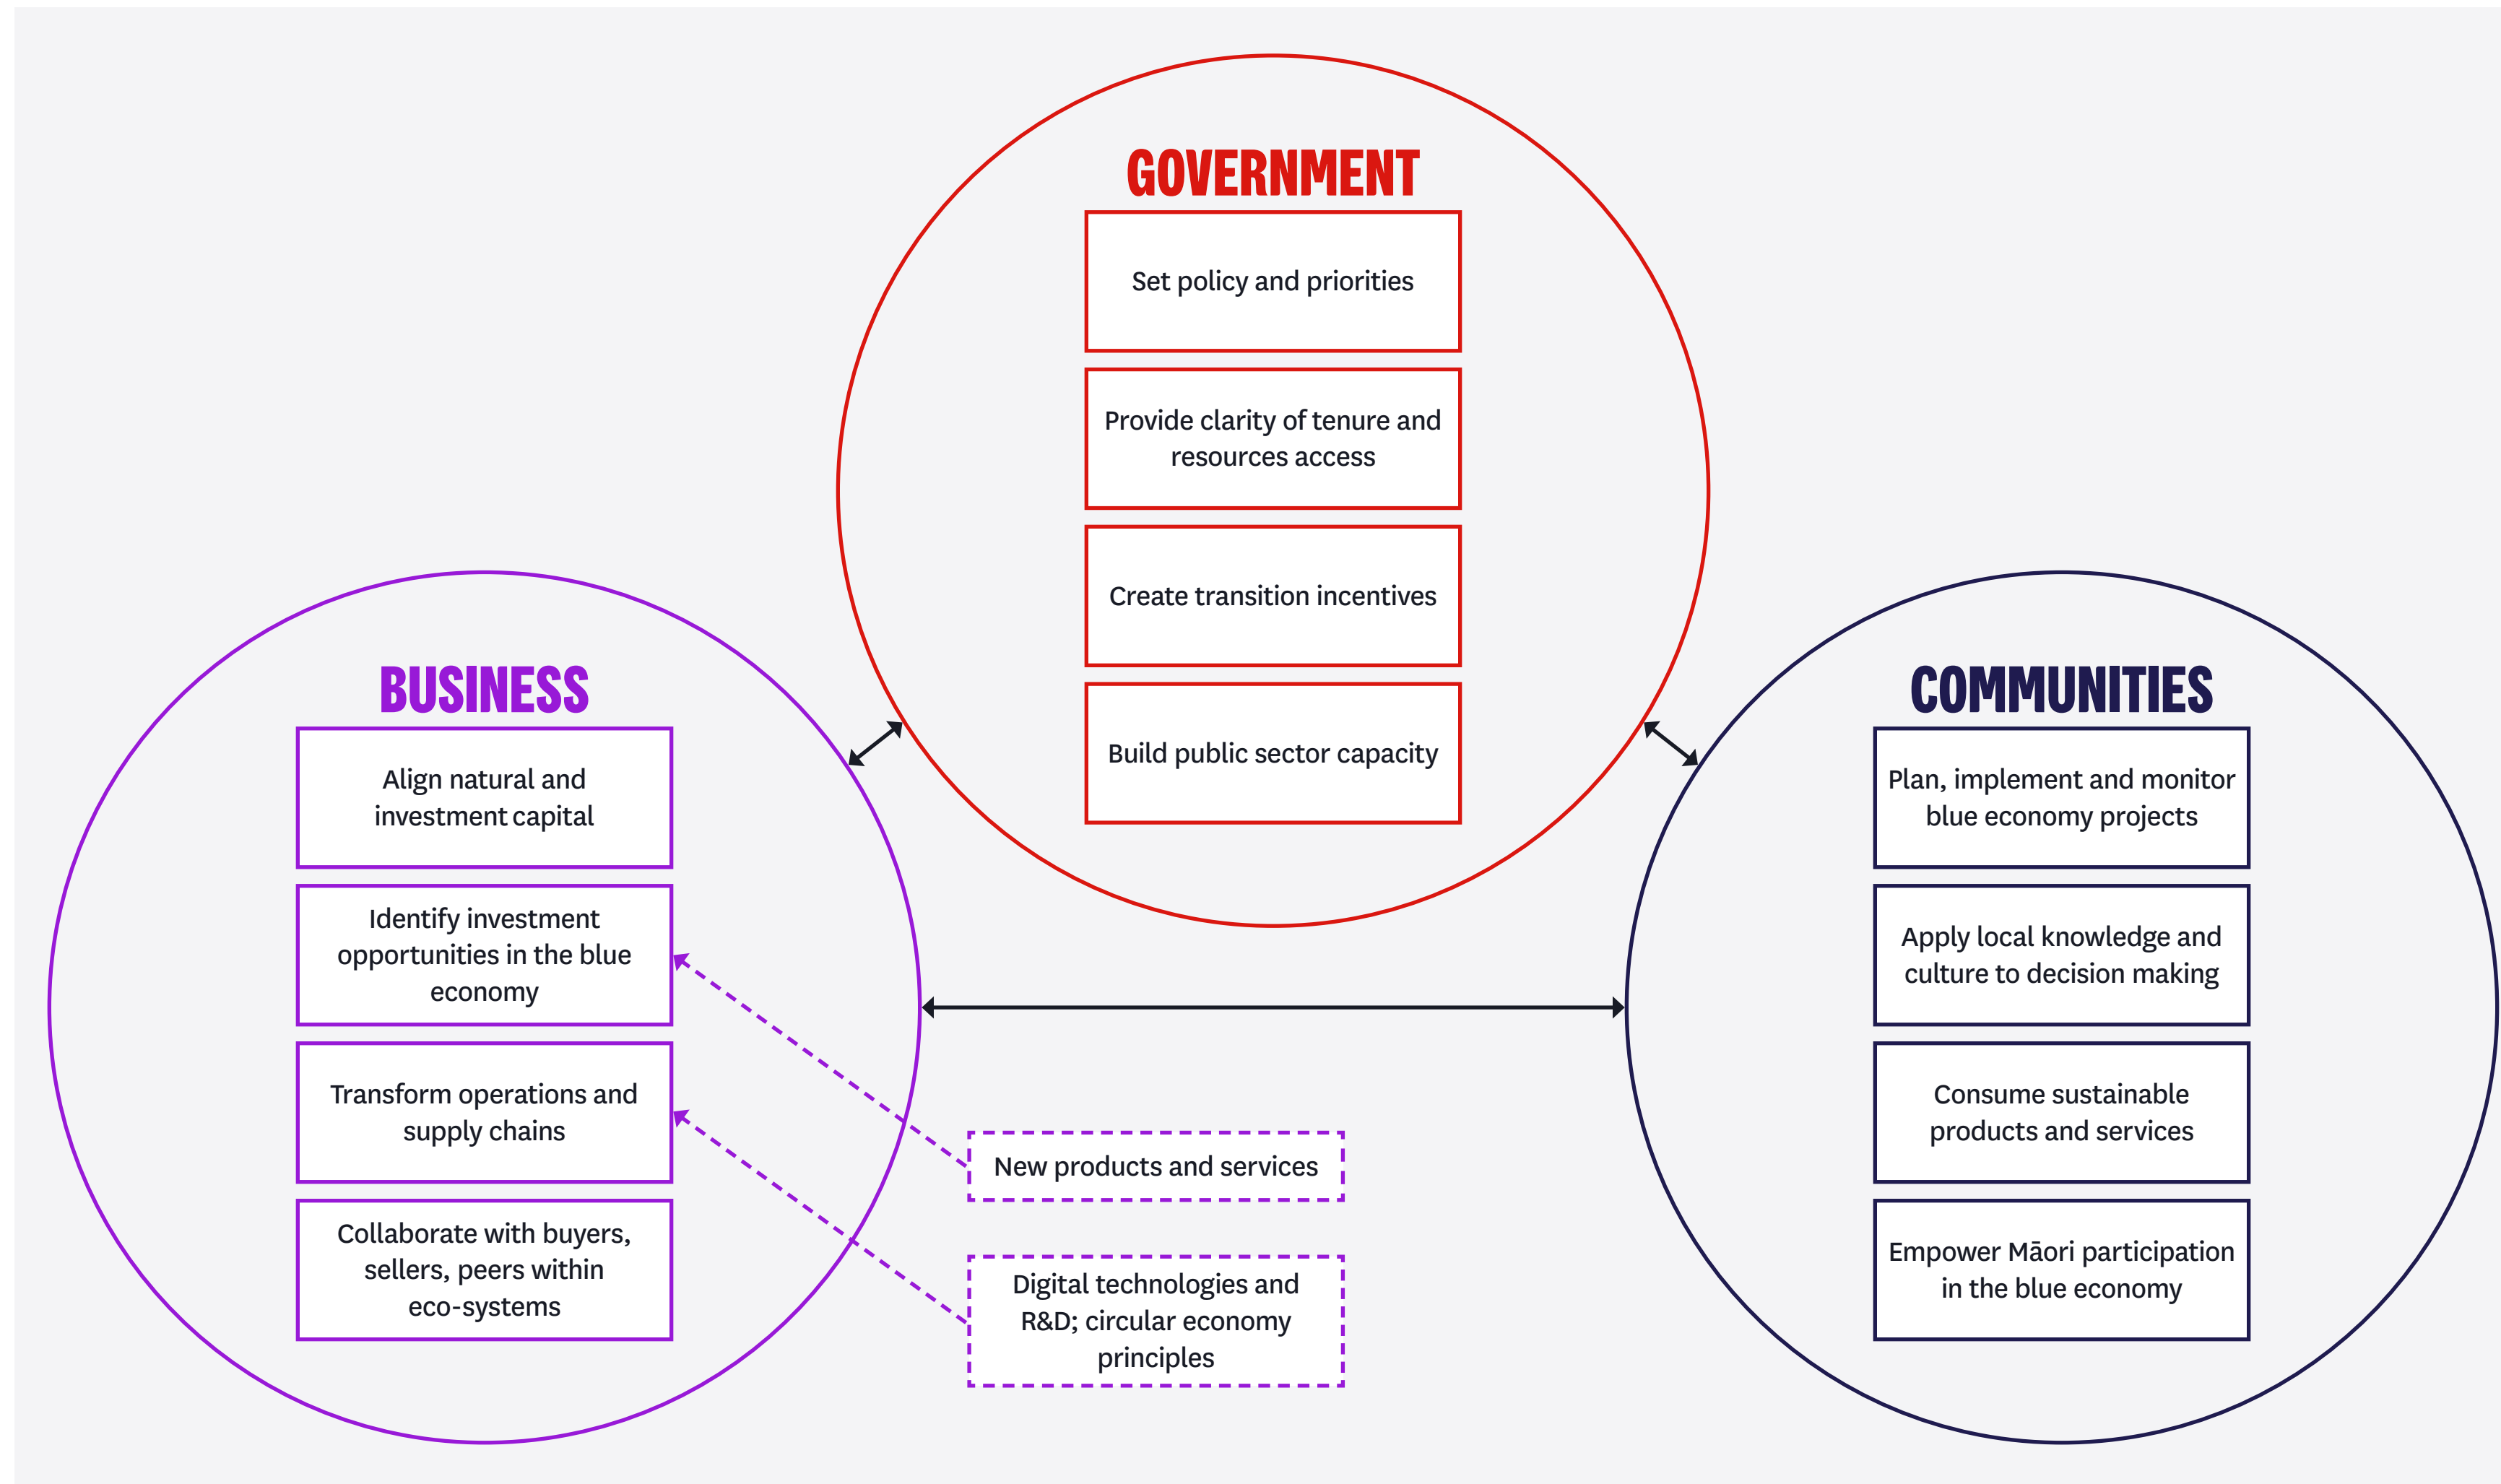 GOVERNMENT
Set policy and priorities
Provide clarity of tenure and
resources access
Create transition incentives
Build public sector capacity
BUSINESS
Align natural and
investment capital
Identify investment
opportunities in the blue
economy
Transform operations and
supply chains
Collaborate with buyers,
sellers, peers within
eco-systems
New products and services
Digital technologies and
R&D; circular economy
principles
COMMUNITIES
Plan, implement and monitor
blue economy projects
Apply local knowledge and
culture to decision making
Consume sustainable
products and services
Empower Māori participation
in the blue economy